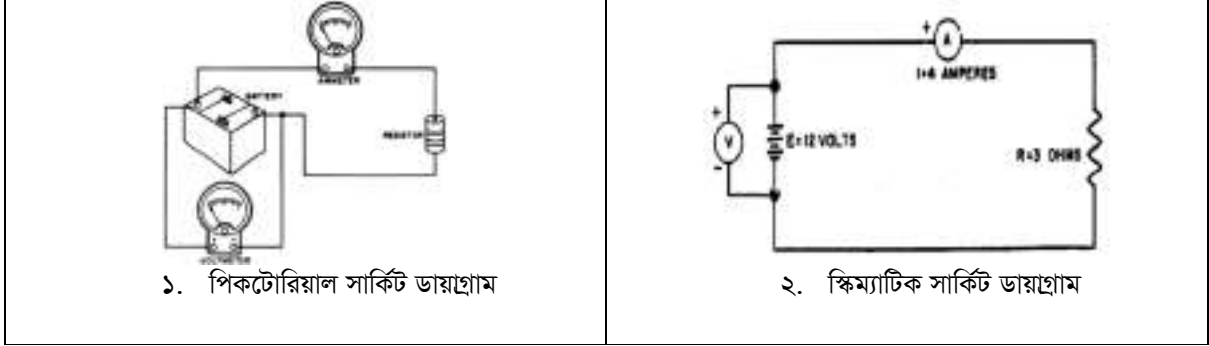 AMMETER
BATTERY
RESISTOR
VOLTMETER
১. পিকটোরিয়াল সার্কিট ডায়াগ্রাম
+
A
I=4 AMPERES
+
V
-
E=12 VOLTS
R=3 OHMS
২. স্কিম্যাটিক সার্কিট ডায়াগ্রাম